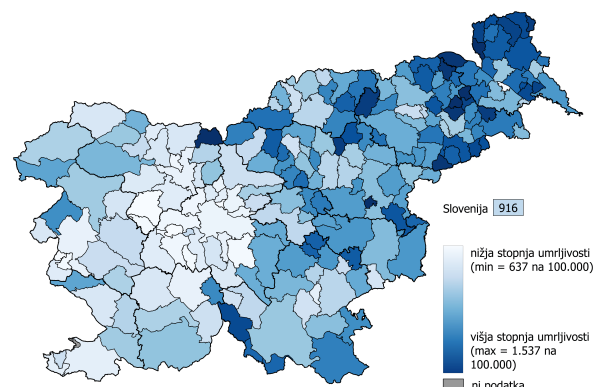 Slovenija 916
nižja stopnja umrljivosti
(min = 637 na 100.000)
višja stopnja umrljivosti
(max = 1.537 na
100.000)
ni podatka